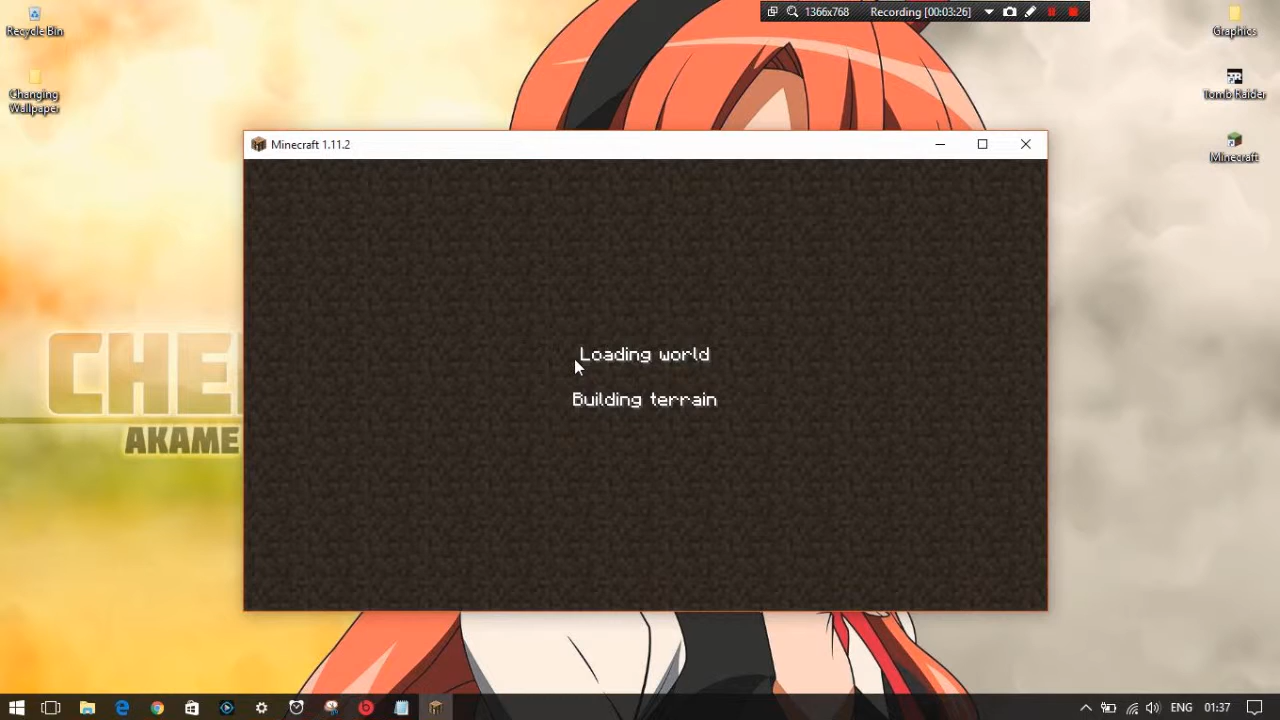 1366x768 Recording [00:03:26]
Recycle Bin
Graphics
Changing
Wallpaper
Tomb Raider
Minecraft
Minecraft 1.11.2
Loading world
Building terrain
CHE
AKAME
ENG 01:37